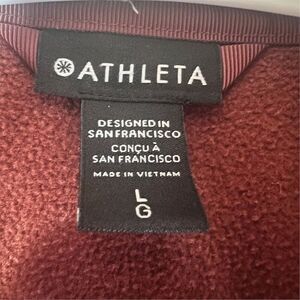 ATHLETA
DESIGNED IN
SAN FRANCISCO
CONÇU À
SAN FRANCISCO
MADE IN VIETNAM
L
G